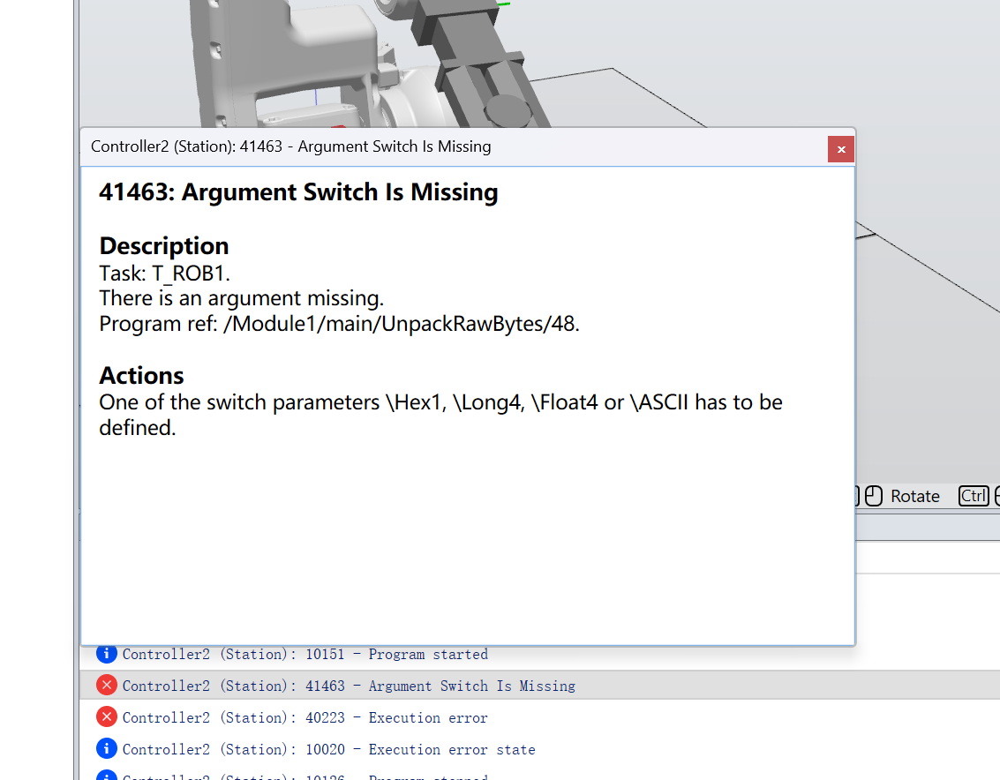 Controller2 (Station): 41463 - Argument Switch Is Missing
41463: Argument Switch Is Missing
Description
Task: T_ROB1.
There is an argument missing.
Program ref: /Module1/main/UnpackRawBytes/48.
Actions
One of the switch parameters \Hex1, \Long4, \Float4 or \ASCII has to be
defined.
Rotate Ctrl
Controller2 (Station): 10151 - Program started
Controller2 (Station): 41463 - Argument Switch Is Missing
Controller2 (Station): 40223 - Execution error
Controller2 (Station): 10020 - Execution error state